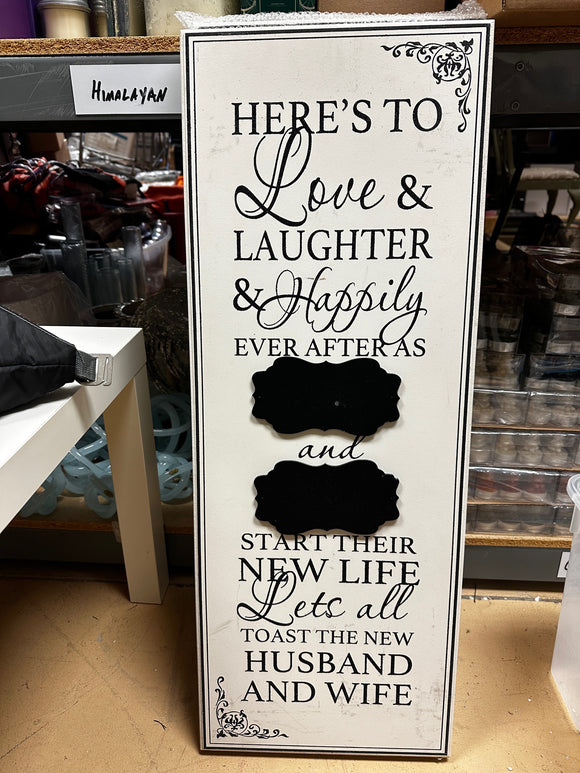 HIMALAYAN
HERE'S TO
Love &
LAUGHTER
& Happily
EVER AFTER AS
and
START THEIR
NEW LIFE
Lets all
TOAST THE NEW
HUSBAND
AND WIFE